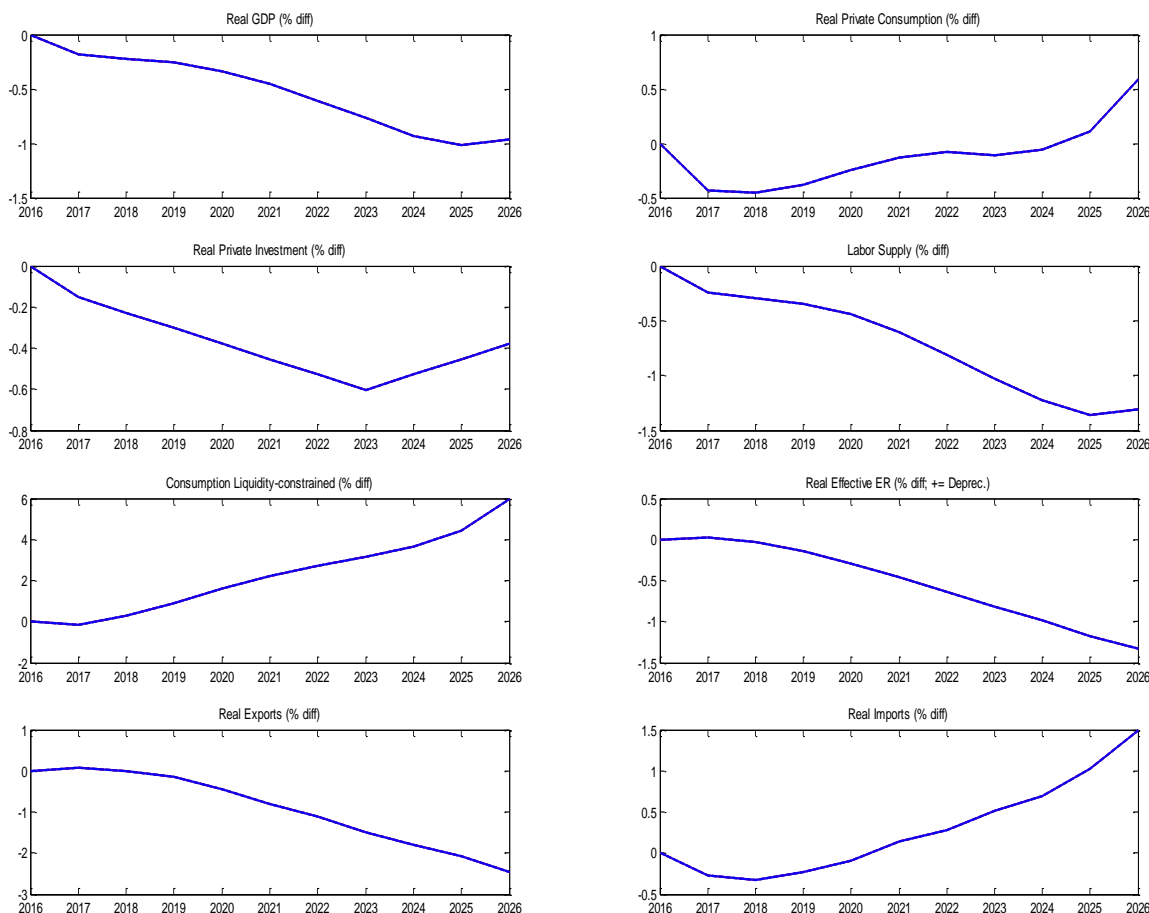 Real GDP (% diff)
0
-0.5
-1
-1.5
2016 2017 2018 2019 2020 2021 2022 2023 2024 2025 2026
Real Private Consumption (% diff)
1
0.5
0
-0.5
2016 2017 2018 2019 2020 2021 2022 2023 2024 2025 2026
Real Private Investment (% diff)
0
-0.2
-0.4
-0.6
-0.8
2016 2017 2018 2019 2020 2021 2022 2023 2024 2025 2026
Labor Supply (% diff)
0
-0.5
-1
-1.5
2016 2017 2018 2019 2020 2021 2022 2023 2024 2025 2026
Consumption Liquidity-constrained (% diff)
6
4
2
0
-2
2016 2017 2018 2019 2020 2021 2022 2023 2024 2025 2026
Real Effective ER (% diff; += Deprec.)
0.5
0
-0.5
-1
-1.5
2016 2017 2018 2019 2020 2021 2022 2023 2024 2025 2026
Real Exports (% diff)
1
0
-1
-2
-3
2016 2017 2018 2019 2020 2021 2022 2023 2024 2025 2026
Real Imports (% diff)
1.5
1
0.5
0
-0.5
2016 2017 2018 2019 2020 2021 2022 2023 2024 2025 2026